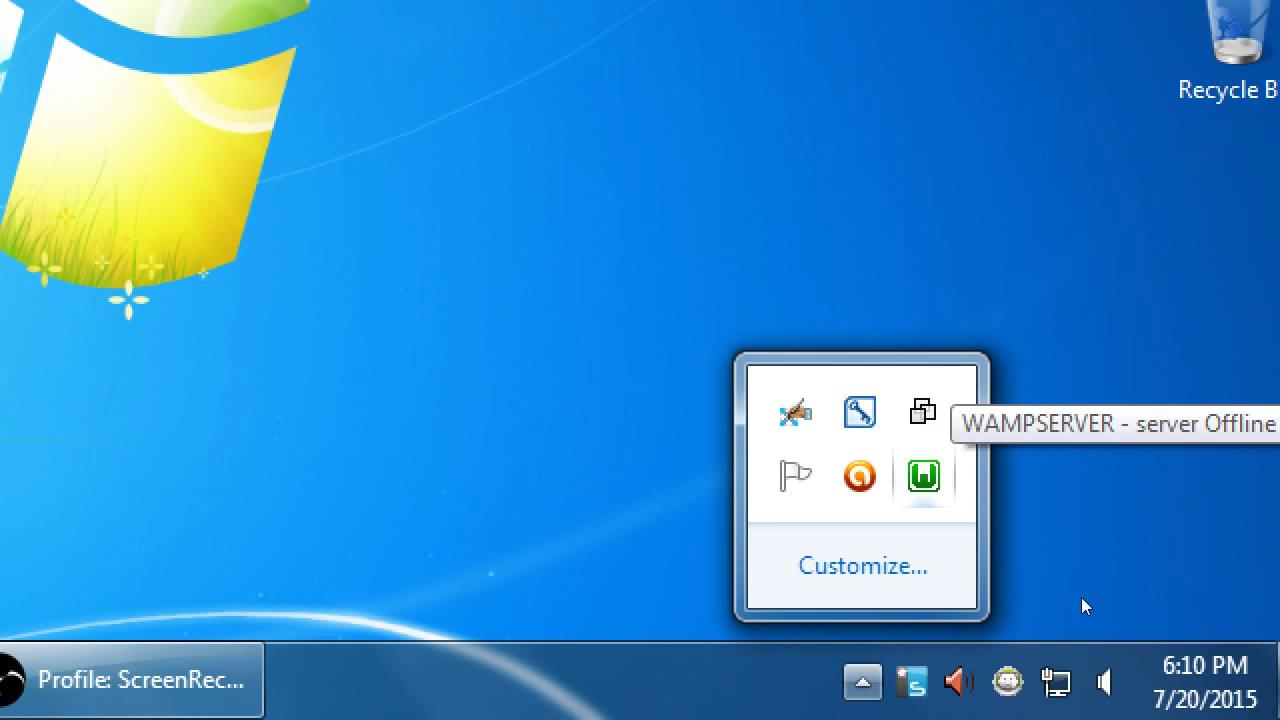 Recycle B
WAMPSERVER - server Offline
Customize...
Profile: ScreenRec...
6:10 PM
7/20/2015